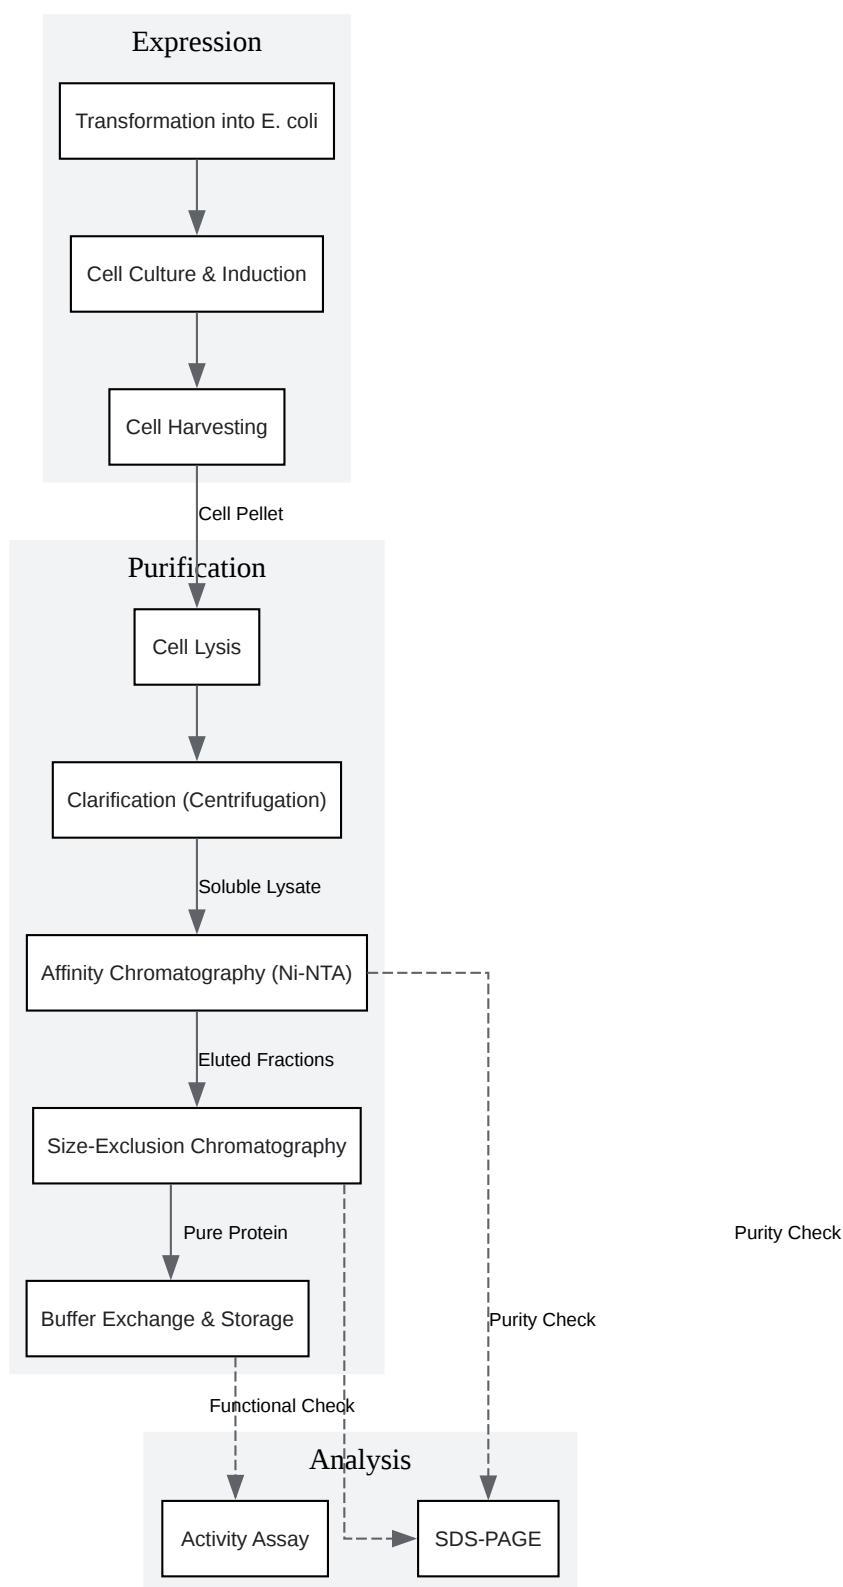 Expression
Transformation into E. coli
Cell Culture & Induction
Cell Harvesting
Cell Pellet
Purification
Cell Lysis
Clarification (Centrifugation)
Soluble Lysate
Affinity Chromatography (Ni-NTA)
Eluted Fractions
Size-Exclusion Chromatography
Pure Protein
Purity Check
Buffer Exchange & Storage
Purity Check
Functional Check
Analysis
Activity Assay
SDS-PAGE